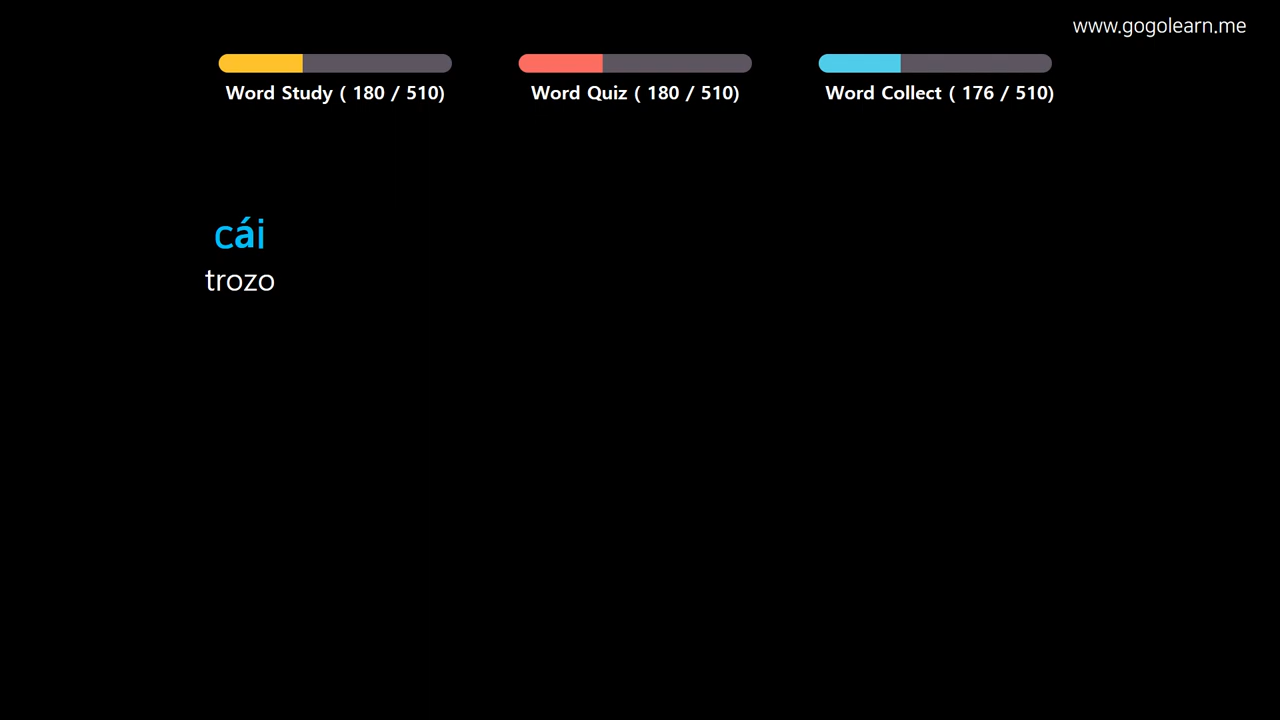 www.gogolearn.me
Word Study ( 180 / 510)
Word Quiz ( 180 / 510)
Word Collect ( 176 / 510)
cái
trozo